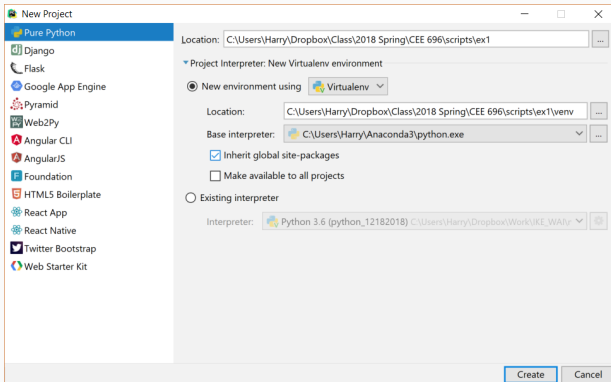 New Project
Pure Python
Django
Flask
Google App Engine
Pyramid
Web2Py
Angular CLI
AngularJS
Foundation
HTML5 Boilerplate
React App
React Native
Twitter Bootstrap
Web Starter Kit
Location: C:\Users\Harry\Dropbox\Class\2018 Spring\CEE 696\scripts\ex1 ...
Project Interpreter: New Virtualenv environment
New environment using Virtualenv
Location: C:\Users\Harry\Dropbox\Class\2018 Spring\CEE 696\scripts\ex1\venv ...
Base interpreter: C:\Users\Harry\Anaconda3\python.exe ...
Inherit global site-packages
Make available to all projects
Existing interpreter
Interpreter: Python 3.6 (python_12182018) C:\Users\Harry\Dropbox\Work\IKE_WAI\r
Create Cancel